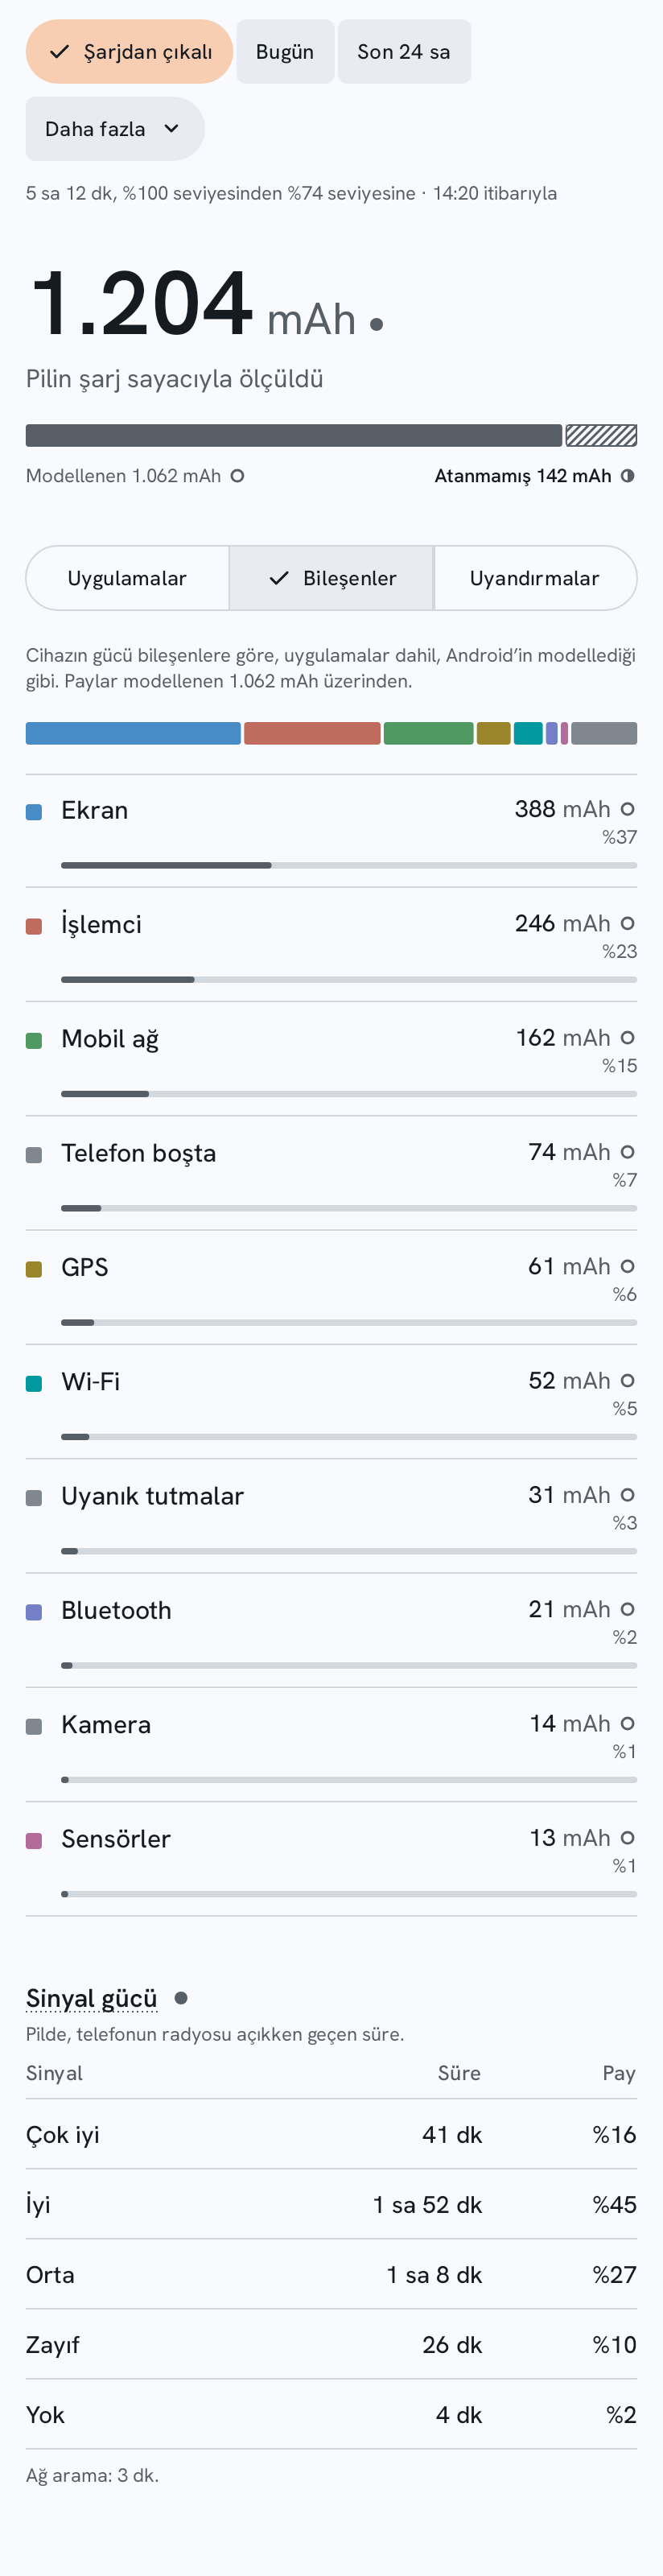 Şarjdan çıkalı
Bugün
Son 24 sa
Daha fazla
5 sa 12 dk, %100 seviyesinden %74 seviyesine · 14:20 itibarıyla
1.204 mAh
Pilin şarj sayacıyla ölçüldü
Modellenen 1.062 mAh
Atanmamış 142 mAh
Uygulamalar
Bileşenler
Uyandırmalar
Cihazın gücü bileşenlere göre, uygulamalar dahil, Android’in modellediği
gibi. Paylar modellenen 1.062 mAh üzerinden.
Ekran 388 mAh
%37
İşlemci 246 mAh
%23
Mobil ağ 162 mAh
%15
Telefon boşta 74 mAh
%7
GPS 61 mAh
%6
Wi-Fi 52 mAh
%5
Uyanık tutmalar 31 mAh
%3
Bluetooth 21 mAh
%2
Kamera 14 mAh
%1
Sensörler 13 mAh
%1
Sinyal gücü
Pilde, telefonun radyosu açıkken geçen süre.
Sinyal Süre Pay
Çok iyi 41 dk %16
İyi 1 sa 52 dk %45
Orta 1 sa 8 dk %27
Zayıf 26 dk %10
Yok 4 dk %2
Ağ arama: 3 dk.